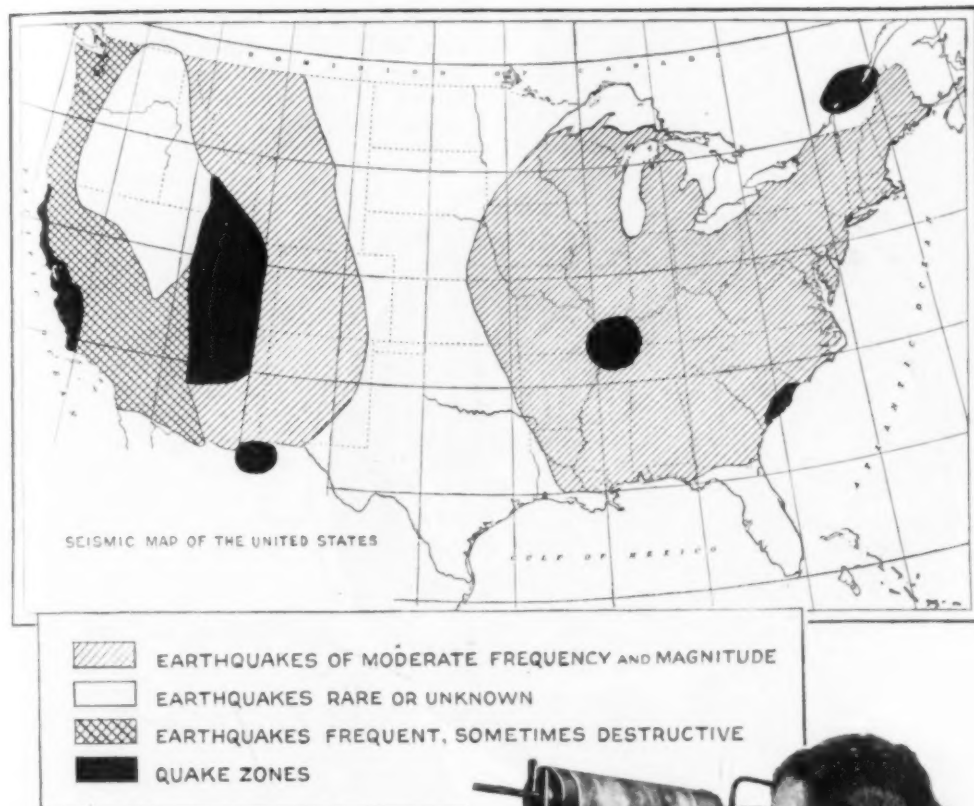 DOMINION OF CANADA
ATLANTIC OCEAN
SEISMIC MAP OF THE UNITED STATES
GULF OF MEXICO
EARTHQUAKES OF MODERATE FREQUENCY AND MAGNITUDE
EARTHQUAKES RARE OR UNKNOWN
EARTHQUAKES FREQUENT, SOMETIMES DESTRUCTIVE
QUAKE ZONES